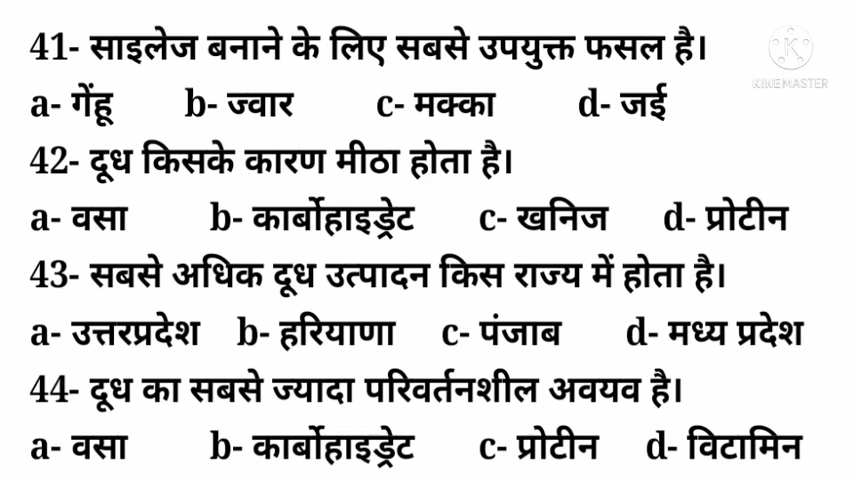 41- साइलेज बनाने के लिए सबसे उपयुक्त फसल है।
KINEMASTER
a- गेंहू b- ज्वार c- मक्का d- जई
42- दूध किसके कारण मीठा होता है।
a- वसा b- कार्बोहाइड्रेट c- खनिज d- प्रोटीन
43- सबसे अधिक दूध उत्पादन किस राज्य में होता है।
a- उत्तरप्रदेश b- हरियाणा c- पंजाब d- मध्य प्रदेश
44- दूध का सबसे ज्यादा परिवर्तनशील अवयव है।
a- वसा b- कार्बोहाइड्रेट c- प्रोटीन d- विटामिन